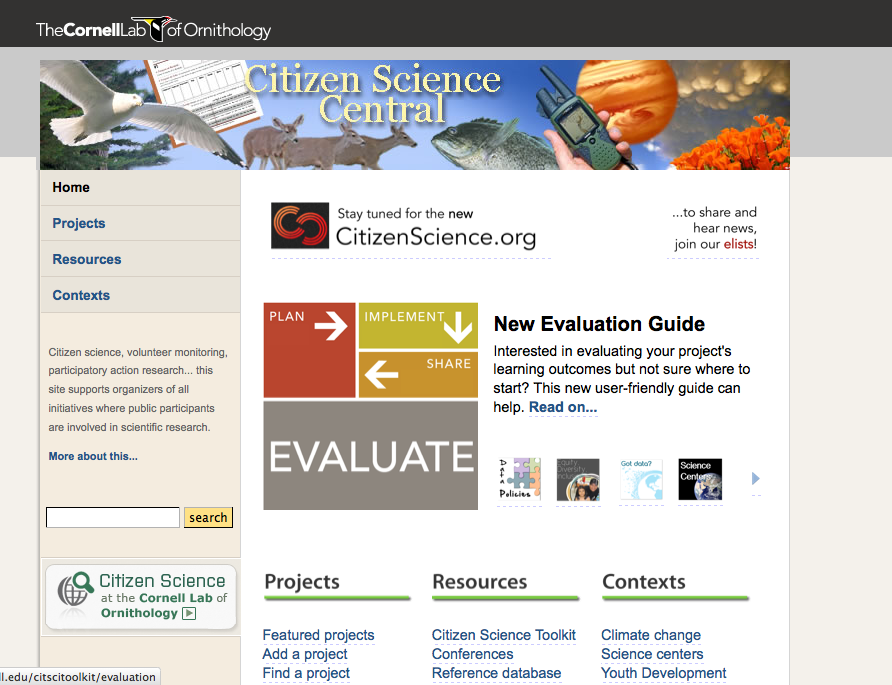 TheCornellLab of Ornithology
Citizen Science
Central
Home
Projects
Resources
Contexts
Citizen science, volunteer monitoring,
participatory action research... this
site supports organizers of all
initiatives where public participants
are involved in scientific research.
More about this...
search
Citizen Science
at the Cornell Lab of
Ornithology
Stay tuned for the new
CitizenScience.org
...to share and
hear news,
join our elists!
PLAN
IMPLEMENT
SHARE
EVALUATE
New Evaluation Guide
Interested in evaluating your project's
learning outcomes but not sure where to
start? This new user-friendly guide can
help. Read on...
Data
Policies
Equity
Diversity
Inclusion
Got data?
Science
Centers
Projects
Featured projects
Add a project
Find a project
Resources
Citizen Science Toolkit
Conferences
Reference database
Contexts
Climate change
Science centers
Youth Development
ll.edu/citscitoolkit/evaluation